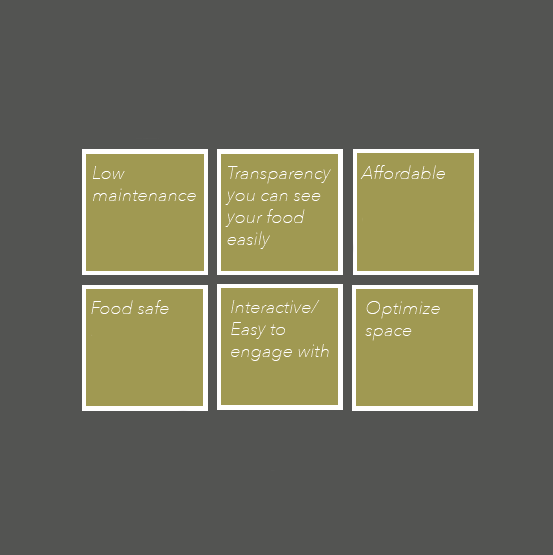 Low
maintenance
Transparency
you can see
your food
easily
Affordable
Food safe
Interactive/
Easy to
engage with
Optimize
space